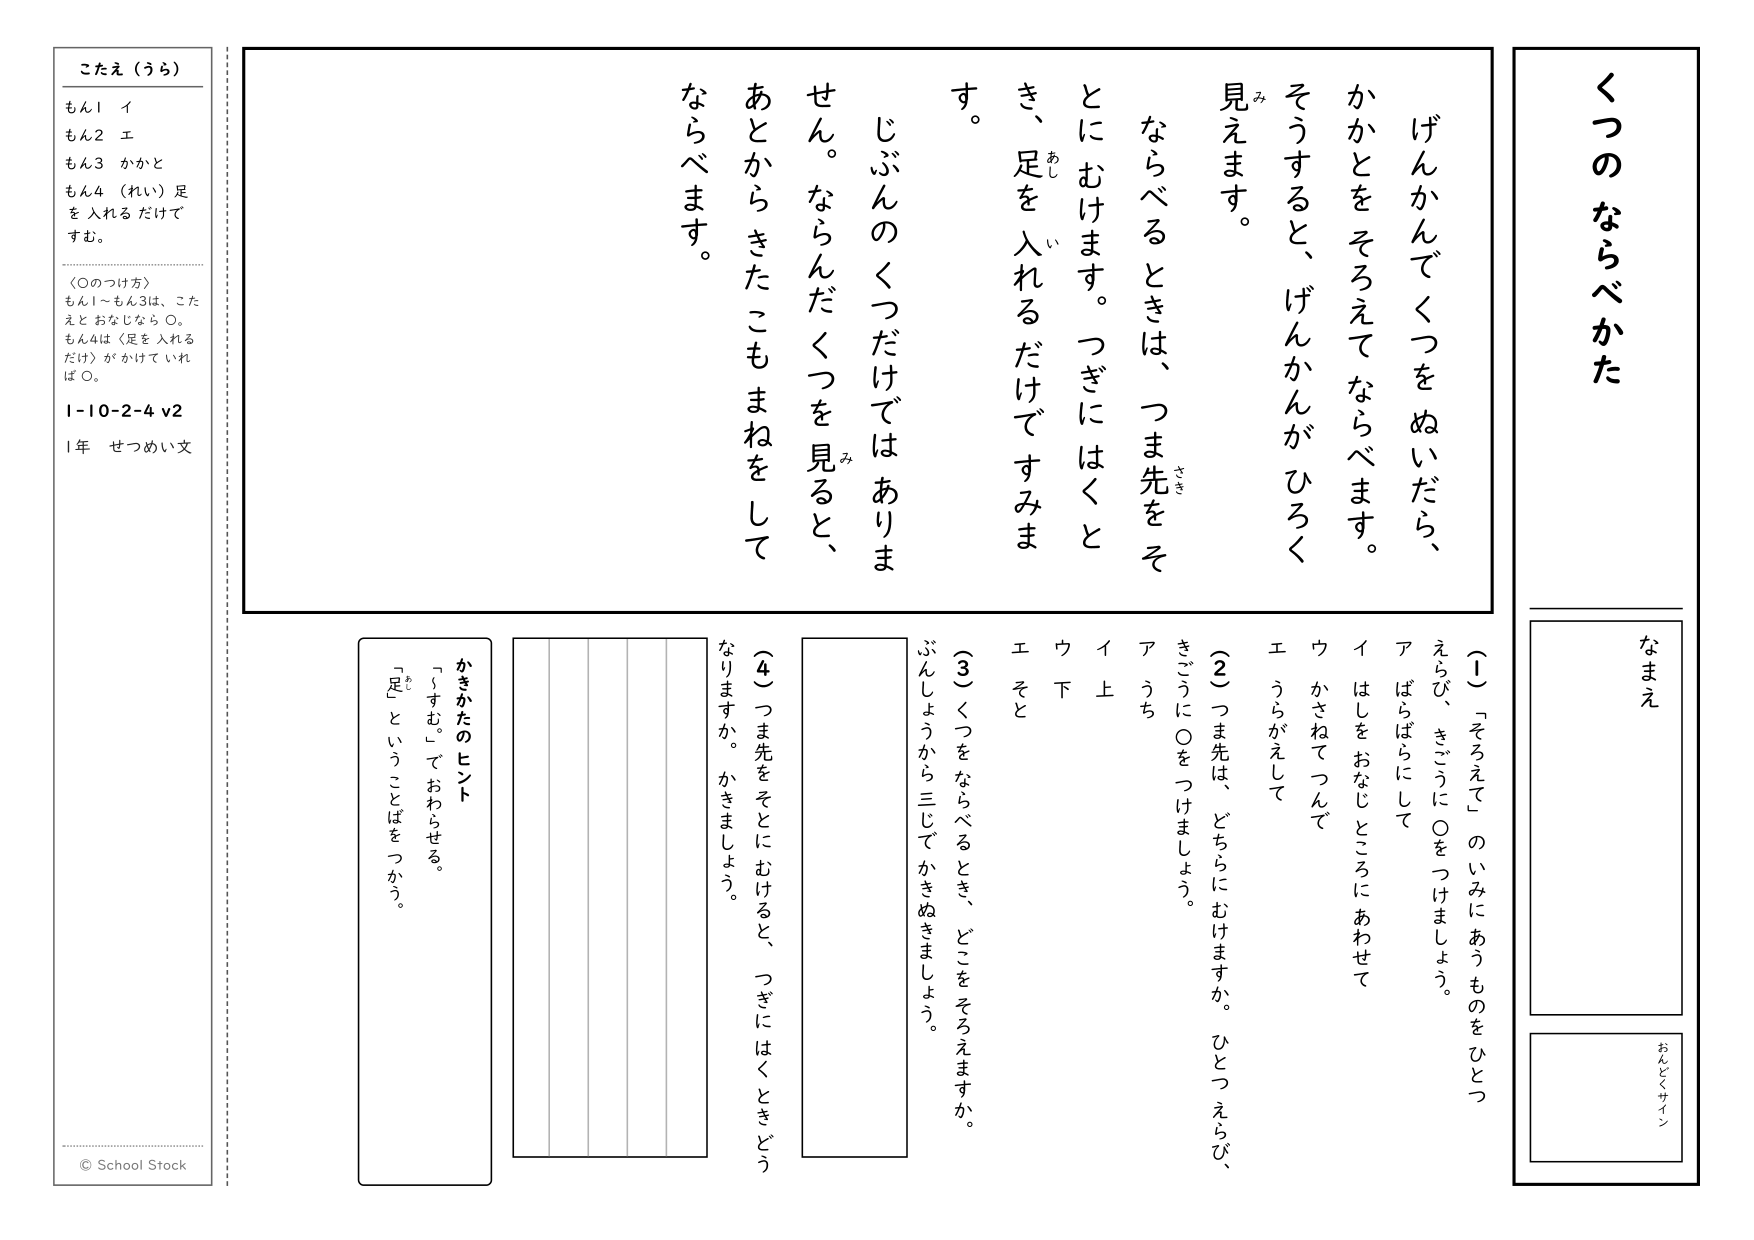 くつの ならべかた
なまえ
おんどくサイン
げんかんで くつを ぬいだら、
かかとを そろえて ならべます。
そうすると、げんかんが ひろく
見えます。
み
ならべる ときは、つま先を そ
さき
とに むけます。つぎに はくと
き、足を 入れる だけで すみま
あし
い
す。
じぶんの くつだけでは ありま
せん。ならんだ くつを 見ると、
み
あとから きた こも まねを して
ならべます。
(1) 「そろえて」 の いみに あう ものを ひとつ
えらび、きごうに ○を つけましょう。
ア ばらばらに して
イ はしを おなじ ところに あわせて
ウ かさねて つんで
エ うらがえして
(2) つま先は、どちらに むけますか。ひとつ えらび、
きごうに ○を つけましょう。
ア うち
イ 上
ウ 下
エ そと
(3) くつを ならべる とき、どこを そろえますか。
ぶんしょうから 三じで かきぬきましょう。
(4) つま先を そとに むけると、つぎに はく とき どう
なりますか。かきましょう。
かきかたの ヒント
「〜すむ。」で おわらせる。
「足」と いう ことばを つかう。
あし
こたえ（うら）
もん1 イ
もん2 エ
もん3 かかと
もん4 （れい）足
を 入れる だけで
すむ。
〈○のつけ方〉
もん1～もん3は、こた
えと おなじなら ○。
もん4は〈足を 入れる
だけ〉が かけて いれ
ば ○。
1-10-2-4 v2
1年 せつめい文
© School Stock